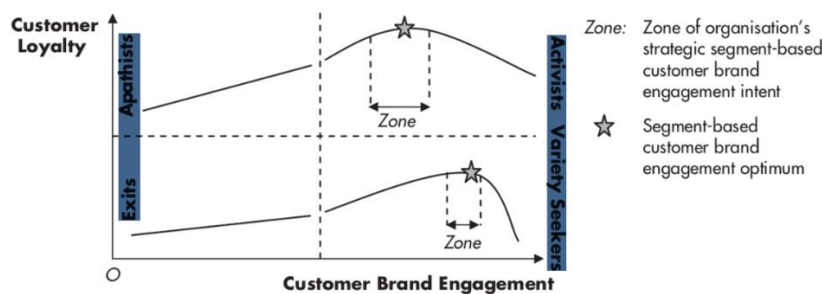 Customer
Loyalty
Apathists
Exits
Zone
Zone
Activists
Variety Seekers
O
Customer Brand Engagement
Zone: Zone of organisation's
strategic segment-based
customer brand
engagement intent
Segment-based
customer brand
engagement optimum